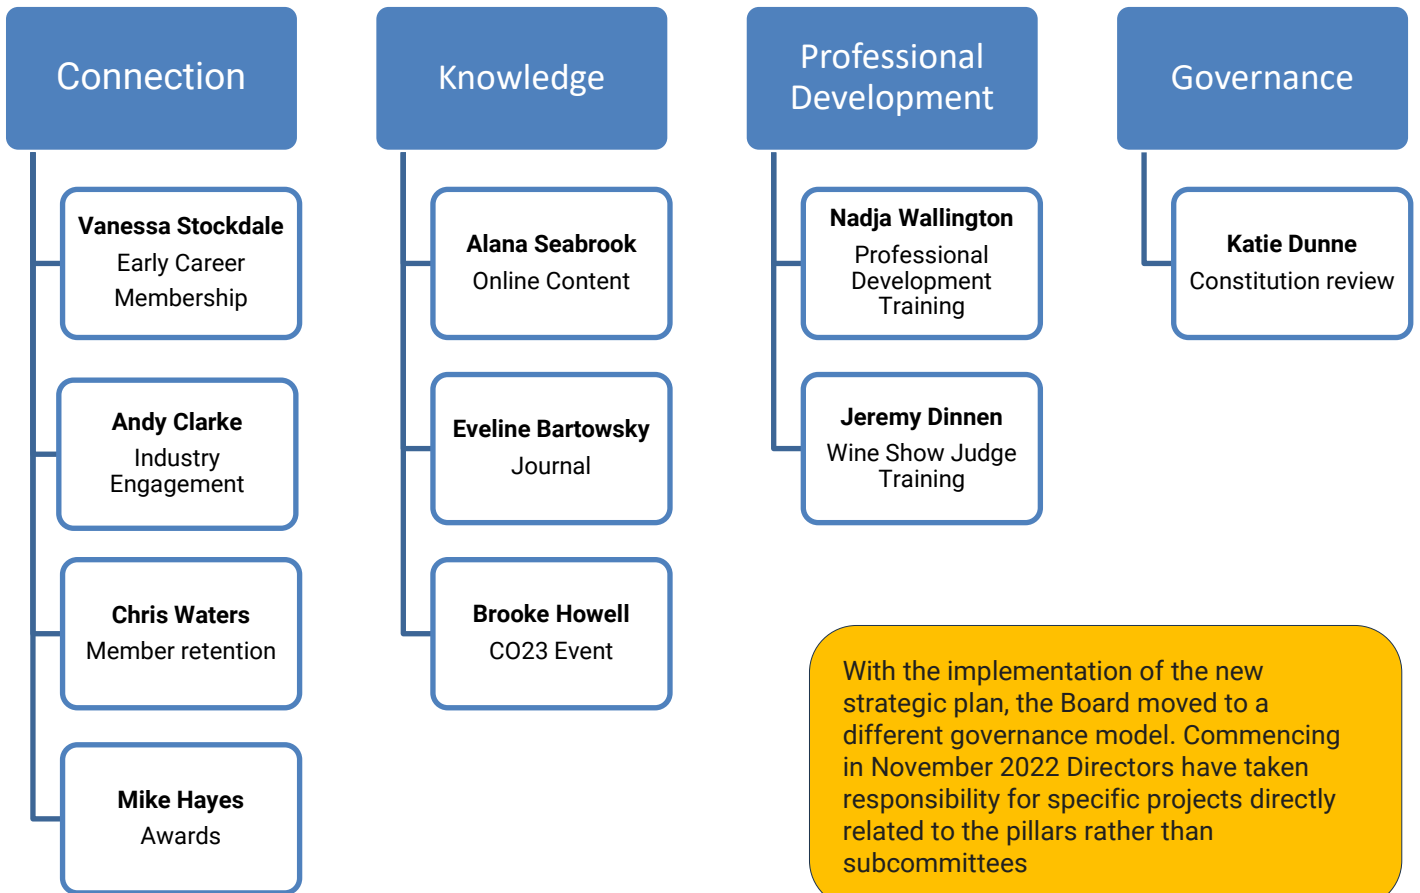 Connection
Vanessa Stockdale
Early Career
Membership
Andy Clarke
Industry
Engagement
Chris Waters
Member retention
Mike Hayes
Awards
Knowledge
Alana Seabrook
Online Content
Eveline Bartowsky
Journal
Brooke Howell
CO23 Event
Professional
Development
Nadja Wallington
Professional
Development
Training
Jeremy Dinnen
Wine Show Judge
Training
Governance
Katie Dunne
Constitution review
With the implementation of the new
strategic plan, the Board moved to a
different governance model. Commencing
in November 2022 Directors have taken
responsibility for specific projects directly
related to the pillars rather than
subcommittees